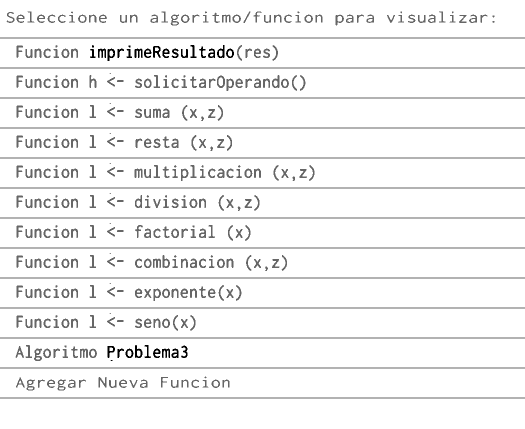 Seleccione un algoritmo/funcion para visualizar:
Funcion imprimeResultado(res)
Funcion h <- solicitarOperando()
Funcion l <- suma (x,z)
Funcion l <- resta (x,z)
Funcion l <- multiplicacion (x,z)
Funcion l <- division (x,z)
Funcion l <- factorial (x)
Funcion l <- combinacion (x,z)
Funcion l <- exponente(x)
Funcion l <- seno(x)
Algoritmo Problema3
Agregar Nueva Funcion